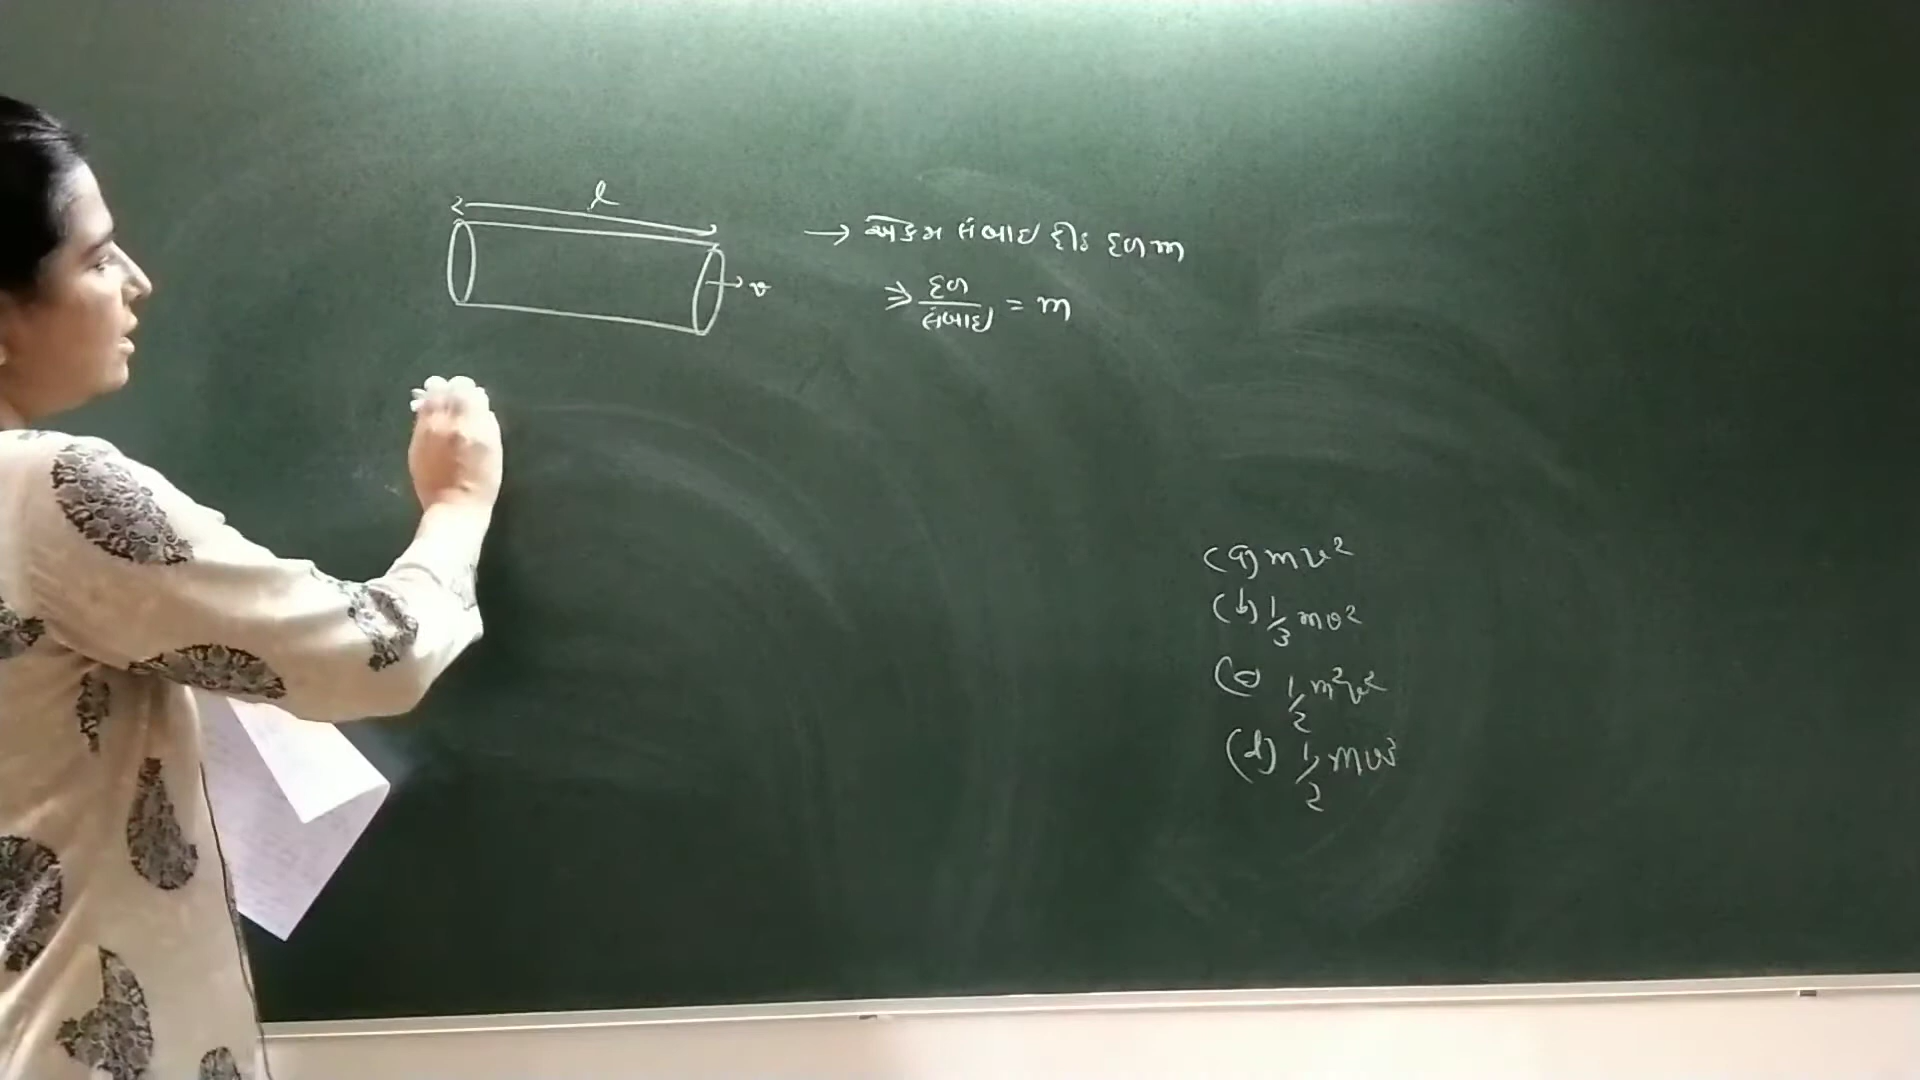 l
→ એકમ લંબાઈ દીઠ દળ m
→ v
⇒ દળ/લંબાઈ = m
(a) mv²
(b) 1/3 mv²
(c) 1/2 m²v²
(d) 1/2 mv³